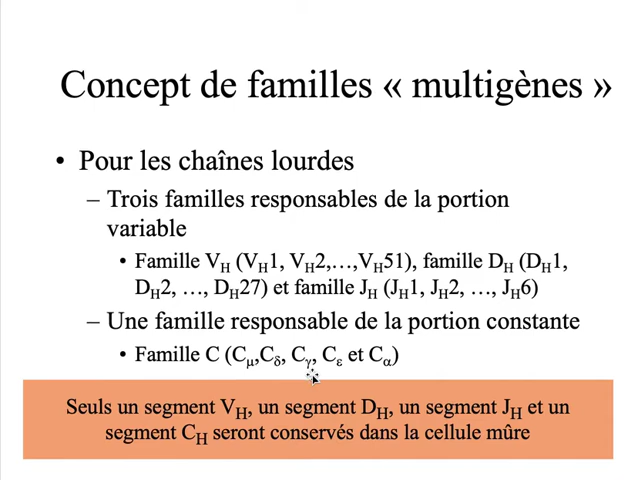 Concept de familles « multigènes »
• Pour les chaînes lourdes
– Trois familles responsables de la portion
variable
• Famille VH (VH1, VH2,…,VH51), famille DH (DH1,
DH2, …, DH27) et famille JH (JH1, JH2, …, JH6)
– Une famille responsable de la portion constante
• Famille C (Cμ,Cδ, Cγ, Cε et Cα)
Seuls un segment VH, un segment DH, un segment JH et un
segment CH seront conservés dans la cellule mûre